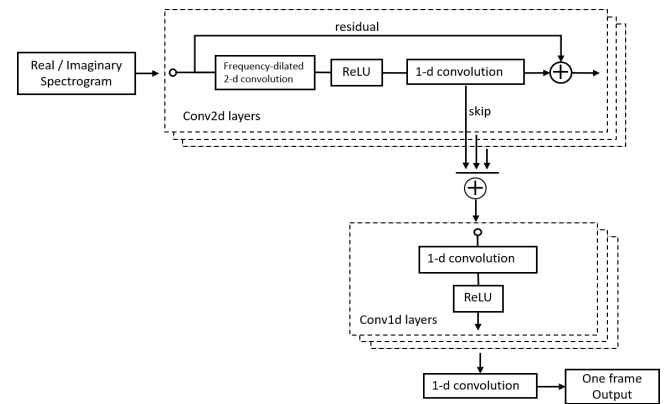 residual
Real / Imaginary
Spectrogram
Frequency-dilated
2-d convolution
ReLU
1-d convolution
Conv2d layers
skip
1-d convolution
ReLU
Conv1d layers
1-d convolution
One frame
Output